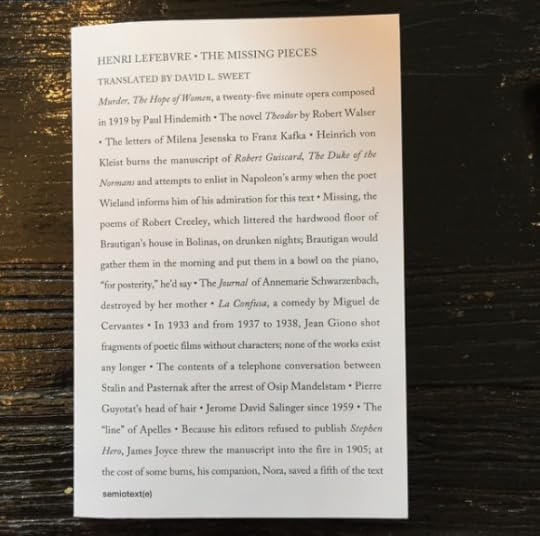 HENRI LEFEBVRE • THE MISSING PIECES
TRANSLATED BY DAVID L. SWEET
Murder, The Hope of Women, a twenty-five minute opera composed
in 1919 by Paul Hindemith • The novel Theodor by Robert Walser
• The letters of Milena Jesenska to Franz Kafka • Heinrich von
Kleist burns the manuscript of Robert Guiscard, The Duke of the
Normans and attempts to enlist in Napoleon's army when the poet
Wieland informs him of his admiration for this text • Missing, the
poems of Robert Creeley, which littered the hardwood floor of
Brautigan's house in Bolinas, on drunken nights; Brautigan would
gather them in the morning and put them in a bowl on the piano,
"for posterity," he'd say • The Journal of Annemarie Schwarzenbach,
destroyed by her mother • La Confusa, a comedy by Miguel de
Cervantes • In 1933 and from 1937 to 1938, Jean Giono shot
fragments of poetic films without characters; none of the works exist
any longer • The contents of a telephone conversation between
Stalin and Pasternak after the arrest of Osip Mandelstam • Pierre
Guyotat's head of hair • Jerome David Salinger since 1959 • The
"line" of Apelles • Because his editors refused to publish Stephen
Hero, James Joyce threw the manuscript into the fire in 1905; at
the cost of some burns, his companion, Nora, saved a fifth of the text
semiotext(e)